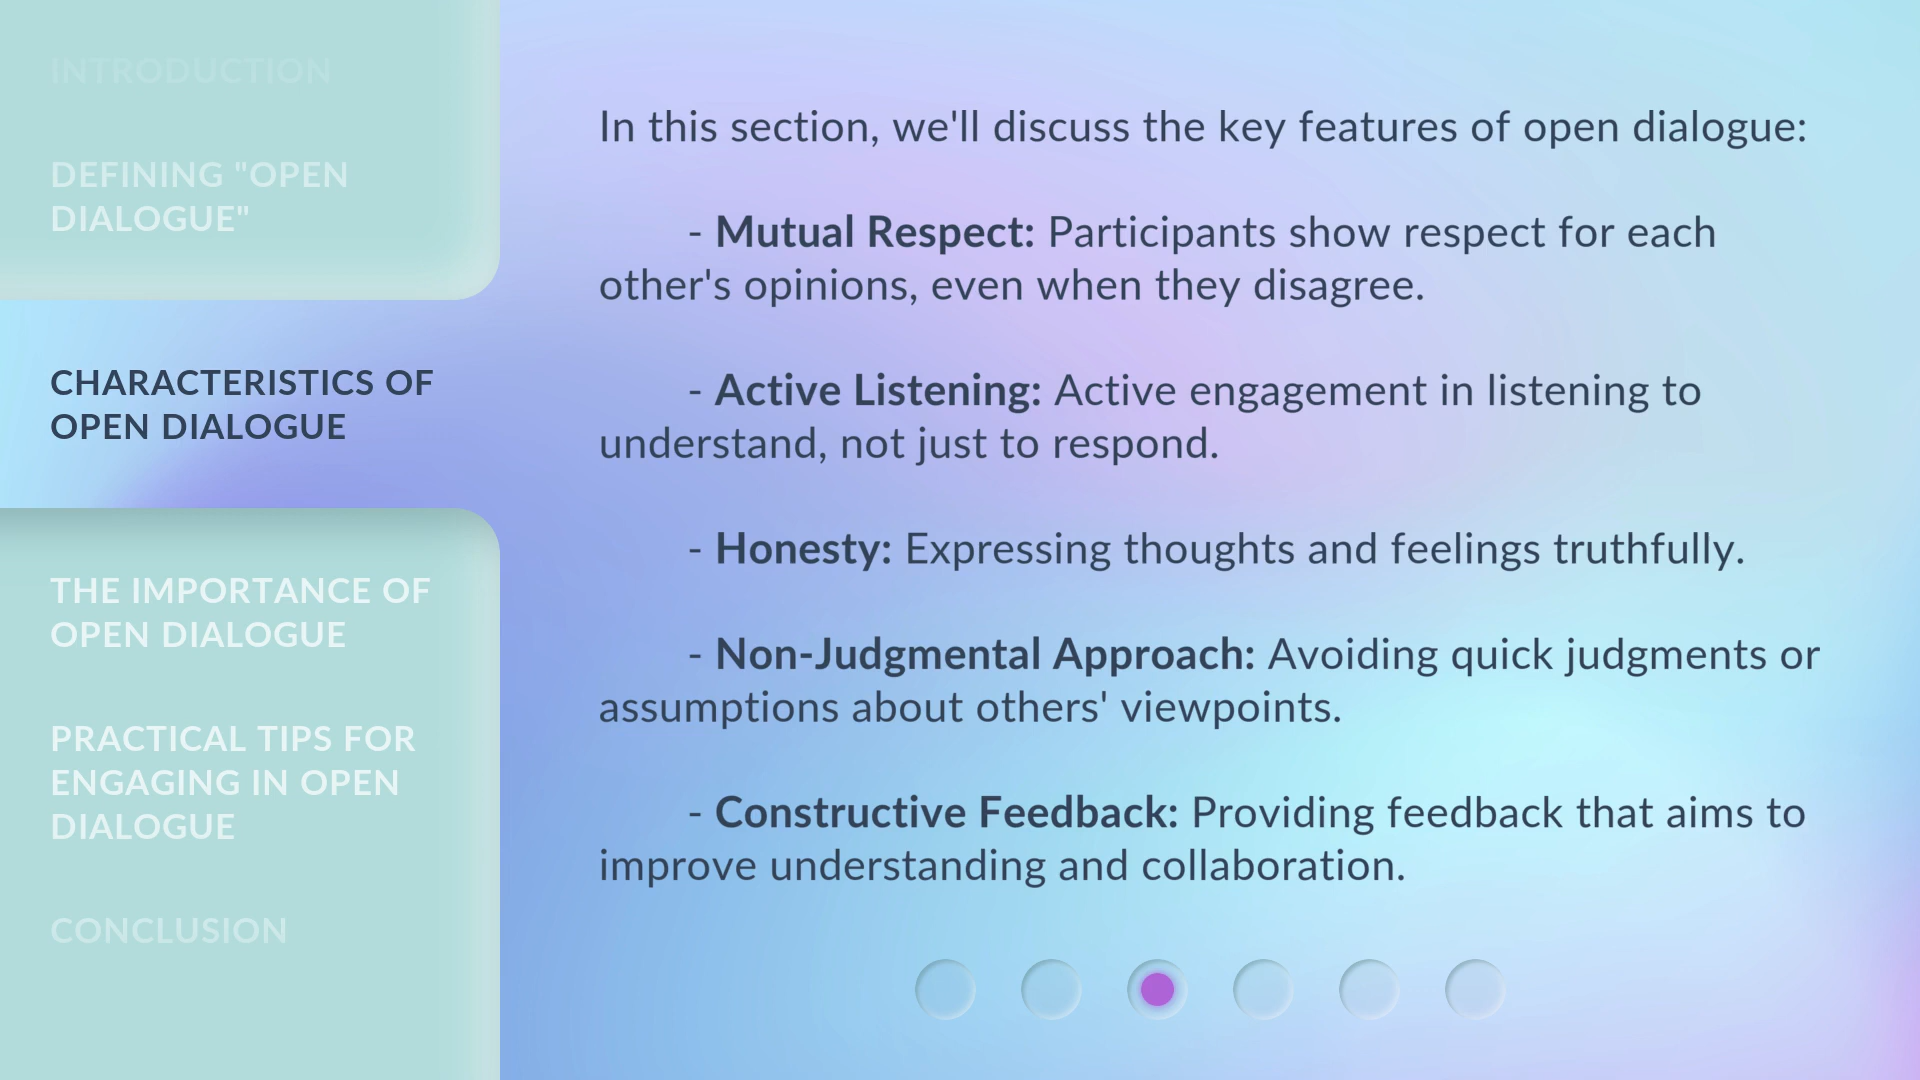 INTRODUCTION
DEFINING "OPEN
DIALOGUE"
CHARACTERISTICS OF
OPEN DIALOGUE
THE IMPORTANCE OF
OPEN DIALOGUE
PRACTICAL TIPS FOR
ENGAGING IN OPEN
DIALOGUE
CONCLUSION
In this section, we'll discuss the key features of open dialogue:
- Mutual Respect: Participants show respect for each
other's opinions, even when they disagree.
- Active Listening: Active engagement in listening to
understand, not just to respond.
- Honesty: Expressing thoughts and feelings truthfully.
- Non-Judgmental Approach: Avoiding quick judgments or
assumptions about others' viewpoints.
- Constructive Feedback: Providing feedback that aims to
improve understanding and collaboration.